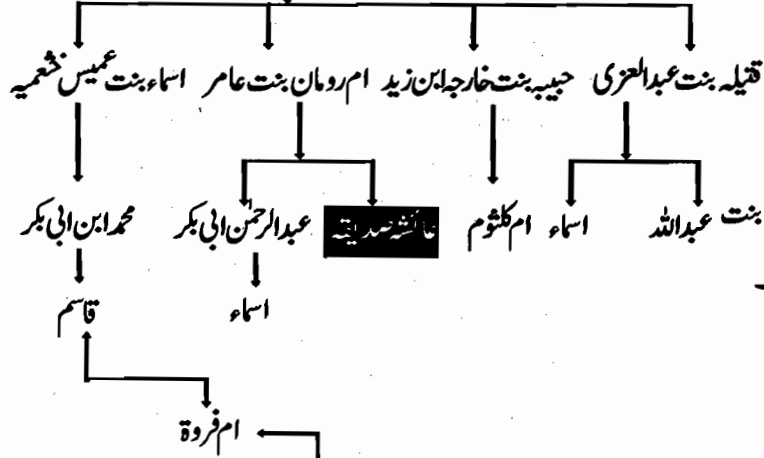 قتیلہ بنت عبدالعزی حبیبہ بنت خارجہ ابن زید ام رومان بنت عامر اسماء بنت عمیس خشعمیہ
بنت عبداللہ اسماء ام کلثوم عائشہ صدیقہ عبدالرحمٰن ابی بکر محمد ابن ابی بکر
اسماء قاسم
ام فروۃ